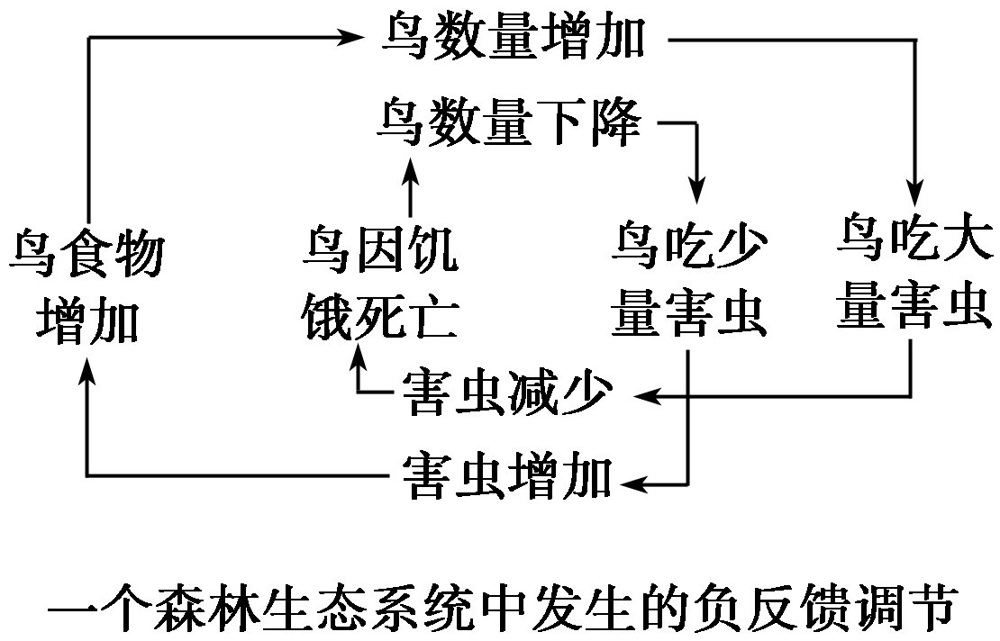 鸟数量增加
鸟数量下降
鸟食物
增加
鸟因饥
饿死亡
鸟吃少
量害虫
鸟吃大
量害虫
害虫减少
害虫增加
一个森林生态系统中发生的负反馈调节